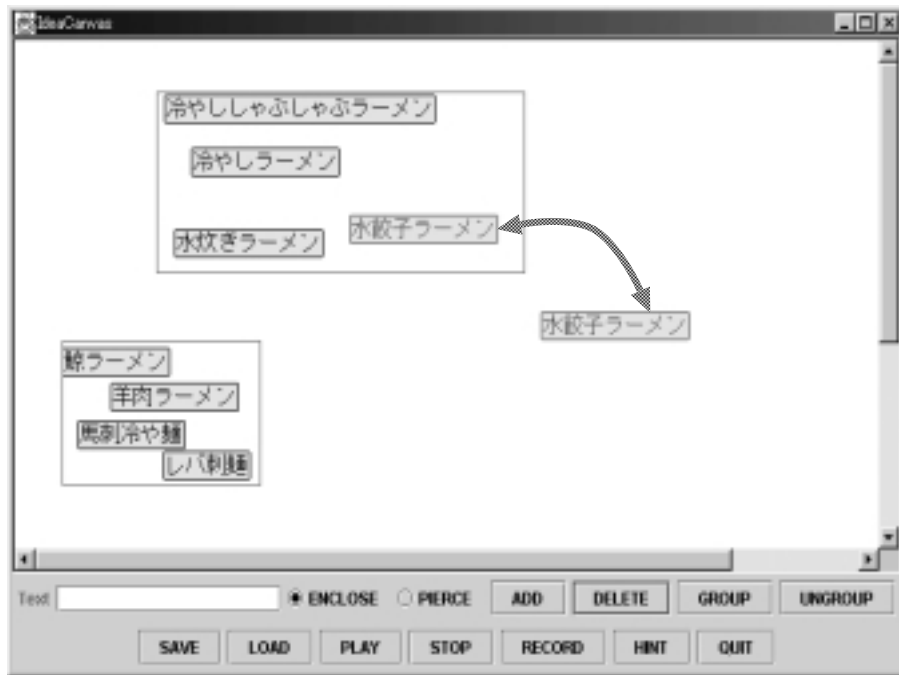 IdeaCanvas
冷やししゃぶしゃぶラーメン
冷やしラーメン
水餃子ラーメン
水炊きラーメン
水餃子ラーメン
鯨ラーメン
羊肉ラーメン
馬刺冷や麺
レバ刺麺
Text ENCLOSE PIERCE ADD DELETE GROUP UNGROUP
SAVE LOAD PLAY STOP RECORD HINT QUIT